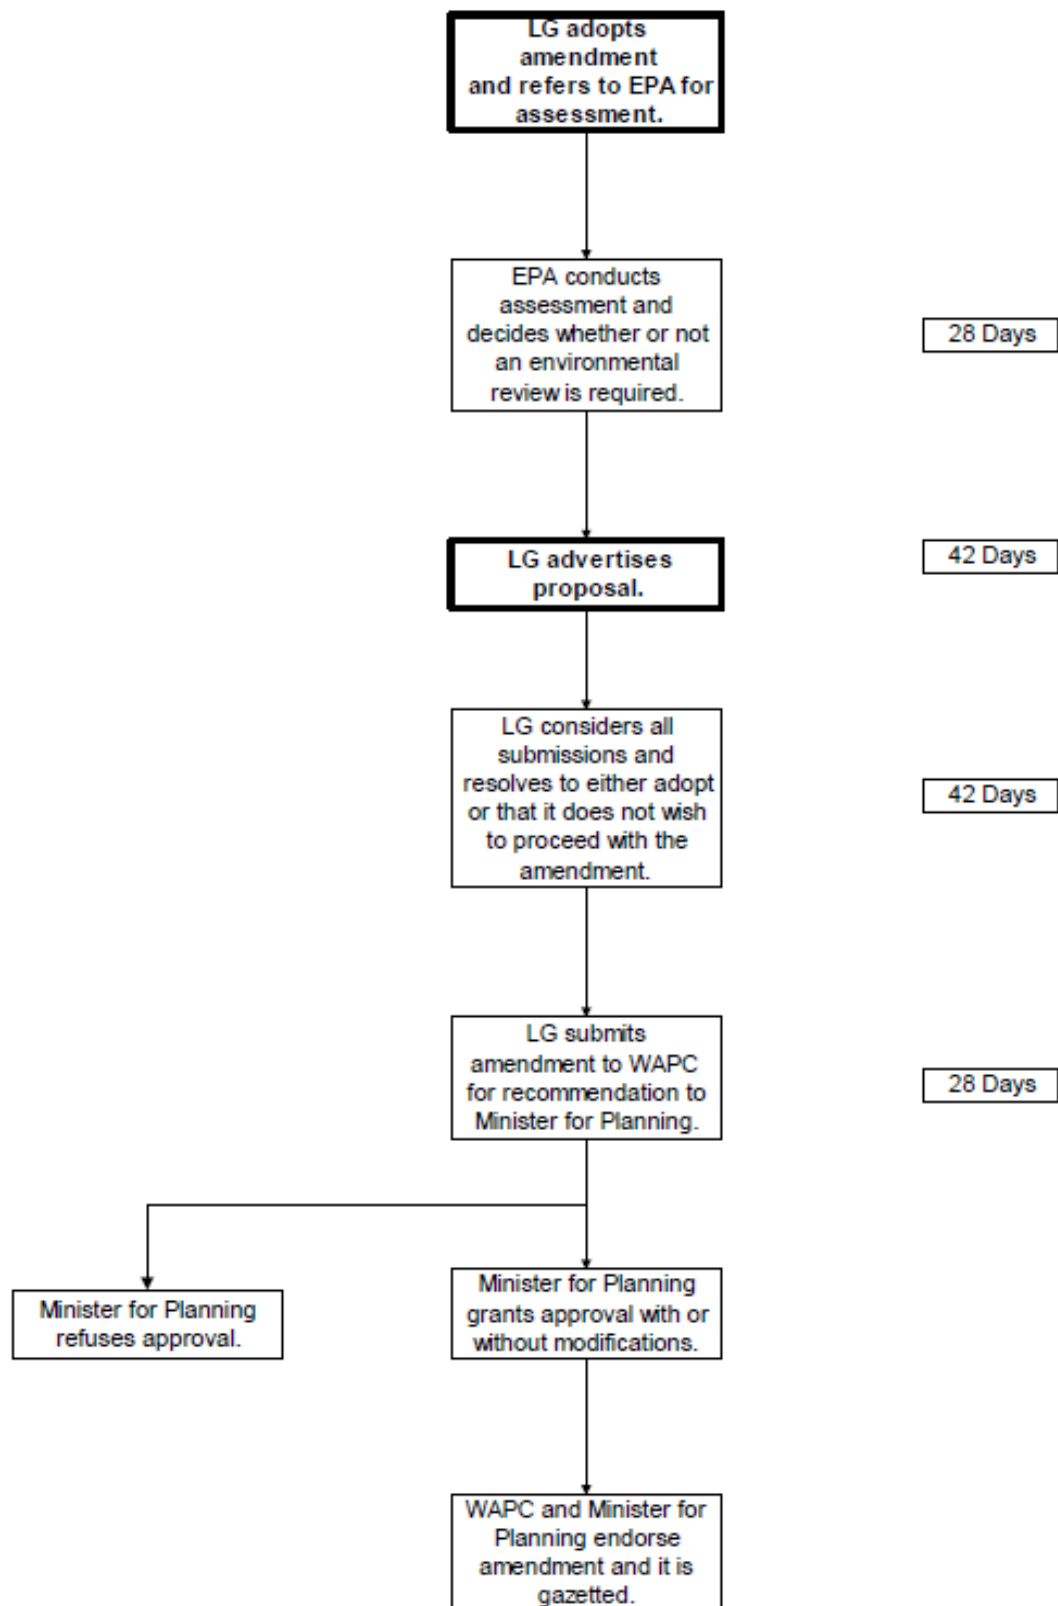 LG adopts
amendment
and refers to EPA for
assessment.
EPA conducts
assessment and
decides whether or not
an environmental
review is required.
28 Days
LG advertises
proposal.
42 Days
LG considers all
submissions and
resolves to either adopt
or that it does not wish
to proceed with the
amendment.
42 Days
LG submits
amendment to WAPC
for recommendation to
Minister for Planning.
28 Days
Minister for Planning
refuses approval.
Minister for Planning
grants approval with or
without modifications.
WAPC and Minister for
Planning endorse
amendment and it is
gazetted.